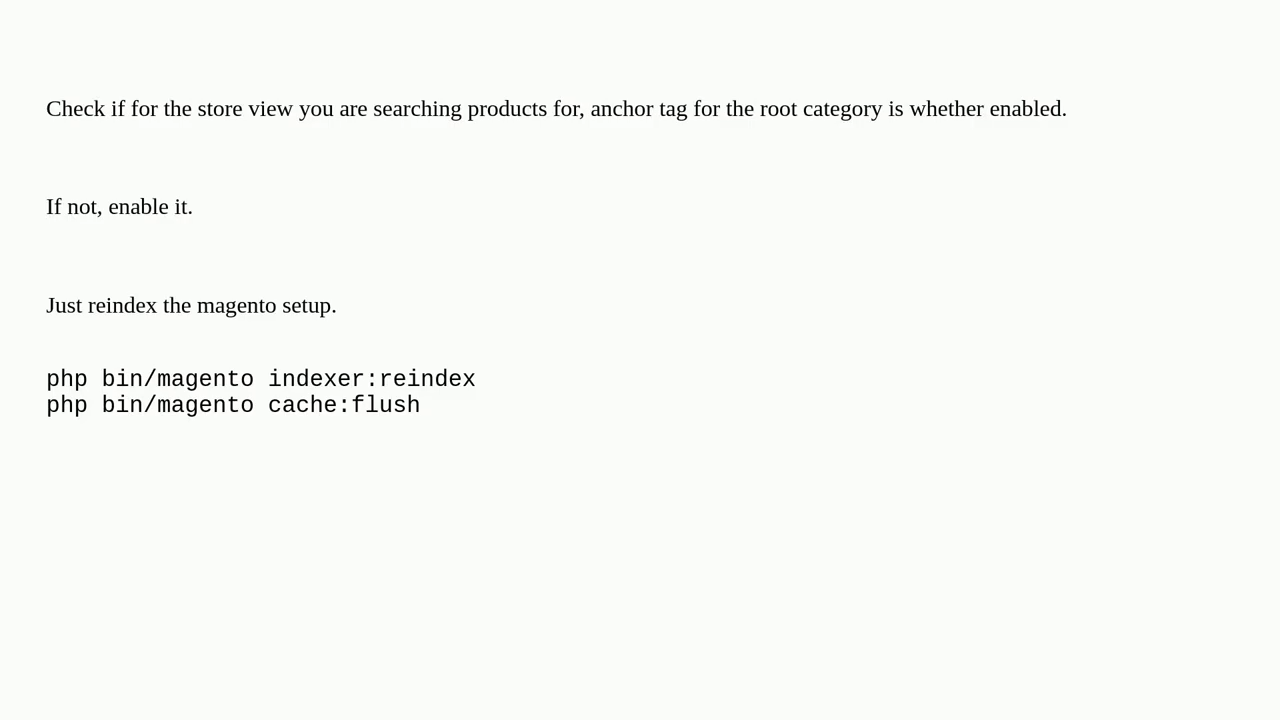 Check if for the store view you are searching products for, anchor tag for the root category is whether enabled.
If not, enable it.
Just reindex the magento setup.
php bin/magento indexer:reindex
php bin/magento cache:flush